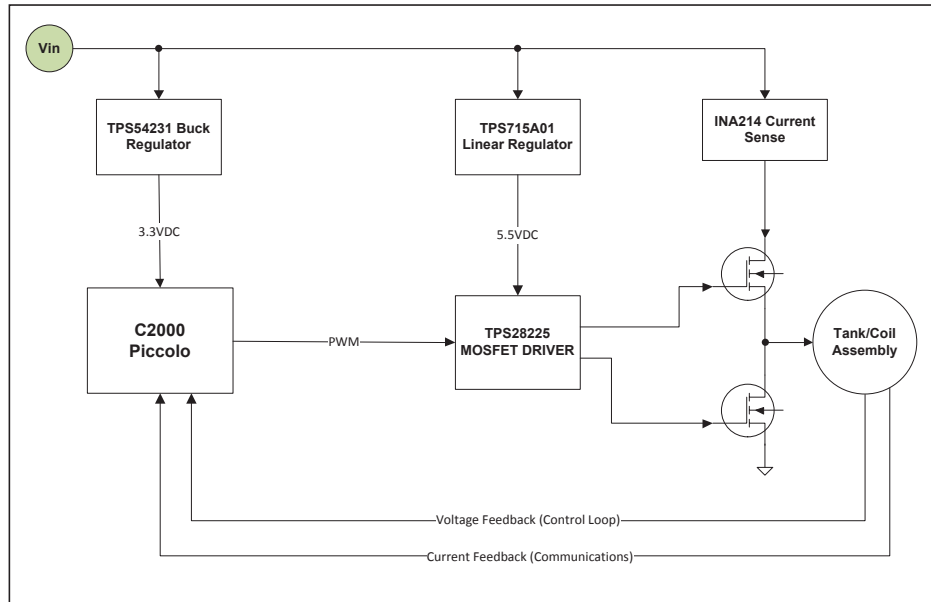 Vin
TPS54231 Buck
Regulator
TPS715A01
Linear Regulator
INA214 Current
Sense
3.3VDC
5.5VDC
C2000
Piccolo
PWM
TPS28225
MOSFET DRIVER
Tank/Coil
Assembly
Voltage Feedback (Control Loop)
Current Feedback (Communications)